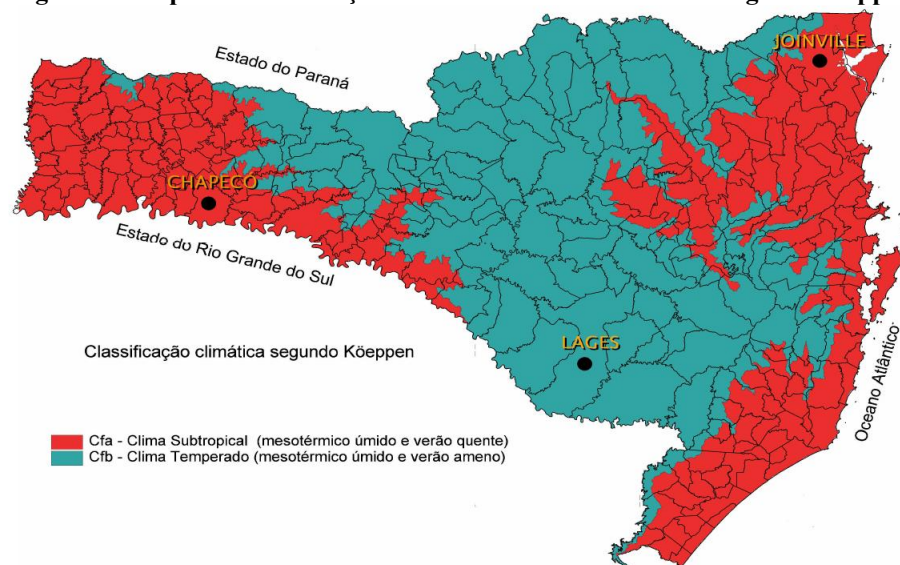 JOINVILLE
Estado do Paraná
CHAPECÓ
Estado do Rio Grande do Sul
LAGES
Classificação climática segundo Köeppen
Oceano Atlântico
Cfa - Clima Subtropical (mesotérmico úmido e verão quente)
Cfb - Clima Temperado (mesotérmico úmido e verão ameno)